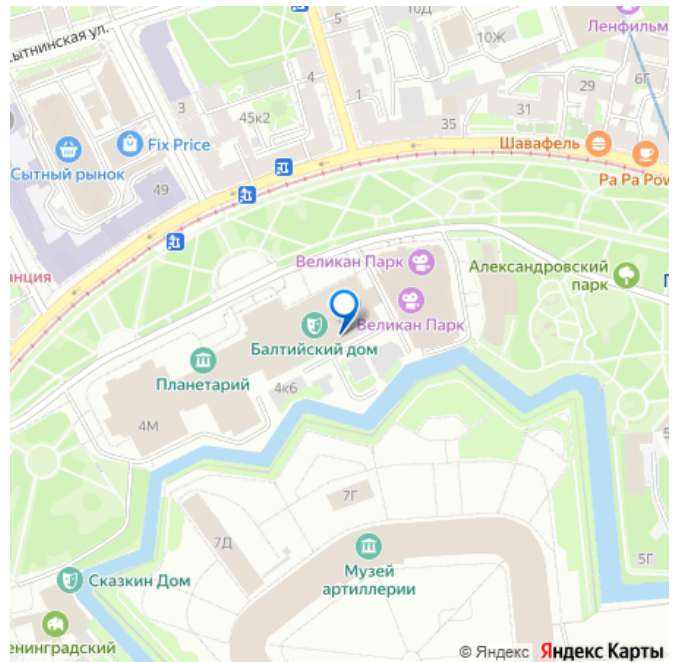 ытнинская ул.
10Д
Ленфильм
10Ж
1
4
1
29
6Г
3
45к2
31
35
Fix Price
Сытный рынок
Шавафель
Pa Pa Pow
49
нция
Великан Парк
Александровский
парк
П
Великан Парк
Балтийский дом
Планетарий
4к6
4М
7Г
7Д
5Г
Музей
артиллерии
Сказкин Дом
енинградский
© Яндекс Яндекс Карты